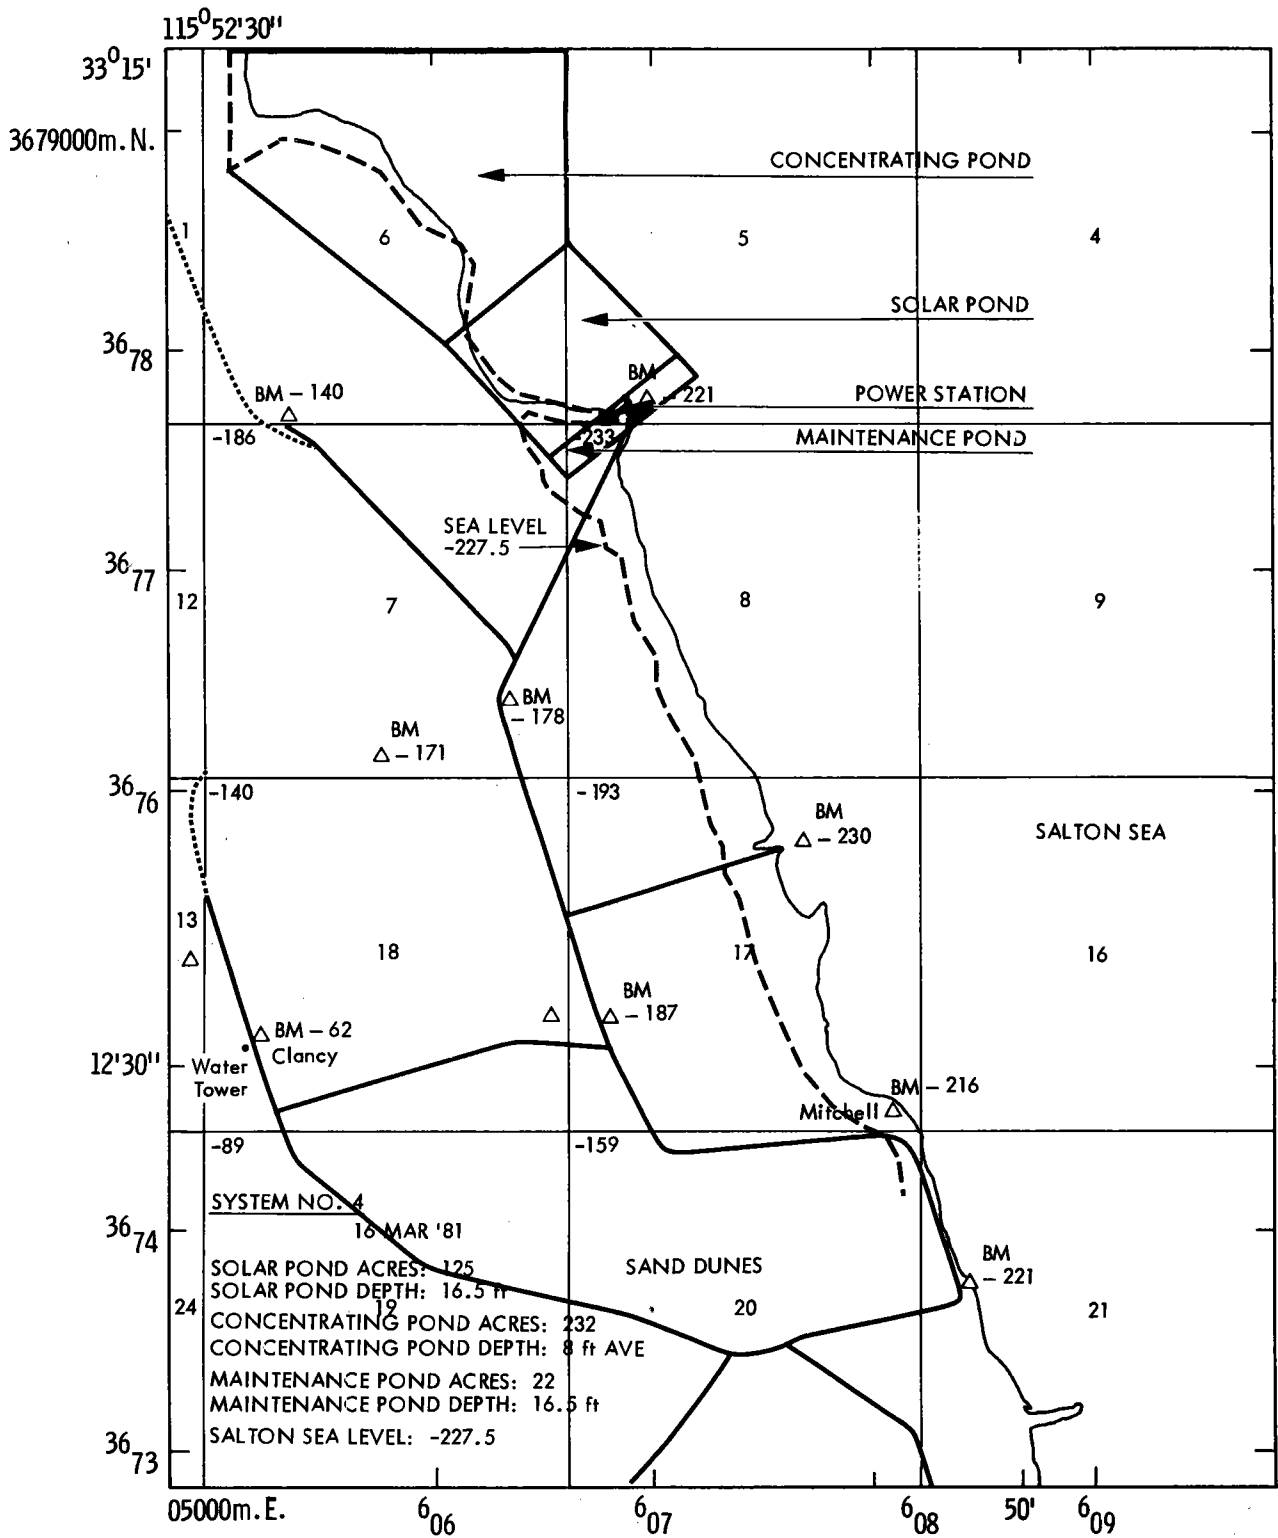 115°52'30"
33°15'
3679000m.N.
CONCENTRATING POND
1
6
5
4
SOLAR POND
36 78
BM
BM - 140
- 221
POWER STATION
-186
-233
MAINTENANCE POND
SEA LEVEL
-227.5
36 77
12
7
8
9
BM
- 178
BM
- 171
36 76
-140
-193
BM
- 230
SALTON SEA
13
18
17
16
BM
- 187
BM - 62
Clancy
Water
Tower
12'30"
BM - 216
Mitchell
-89
-159
SYSTEM NO. 4
16 MAR '81
36 74
SOLAR POND ACRES: 125
SOLAR POND DEPTH: 16.5 ft
SAND DUNES
BM
- 221
24
19
20
21
CONCENTRATING POND ACRES: 232
CONCENTRATING POND DEPTH: 8 ft AVE
MAINTENANCE POND ACRES: 22
MAINTENANCE POND DEPTH: 16.5 ft
SALTON SEA LEVEL: -227.5
36 73
05000m.E.
6 06
6 07
6 08
50'
6 09